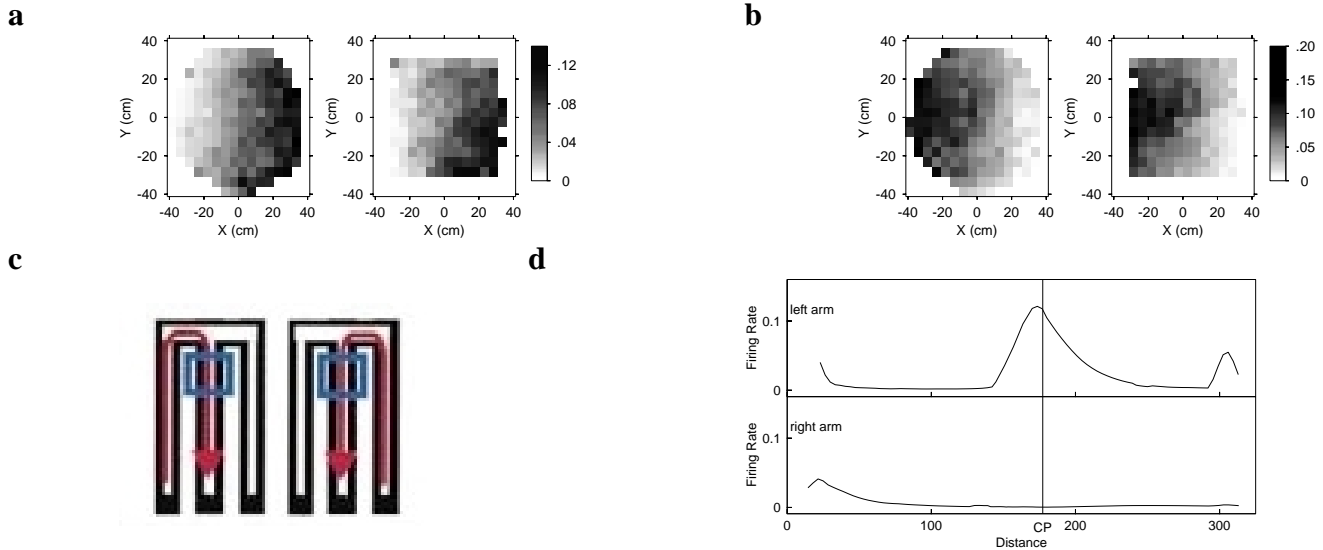 a
40
20
0
-20
-40
Y (cm)
-40 -20 0 20 40
X (cm)
40
20
0
-20
-40
Y (cm)
-40 -20 0 20 40
X (cm)
.12
.08
.04
0
b
40
20
0
-20
-40
Y (cm)
-40 -20 0 20 40
X (cm)
40
20
0
-20
-40
Y (cm)
-40 -20 0 20 40
X (cm)
.20
.15
.10
.05
0
c
d
left arm
Firing Rate
0.1
0
right arm
Firing Rate
0.1
0
0 100 CP 200 300
Distance